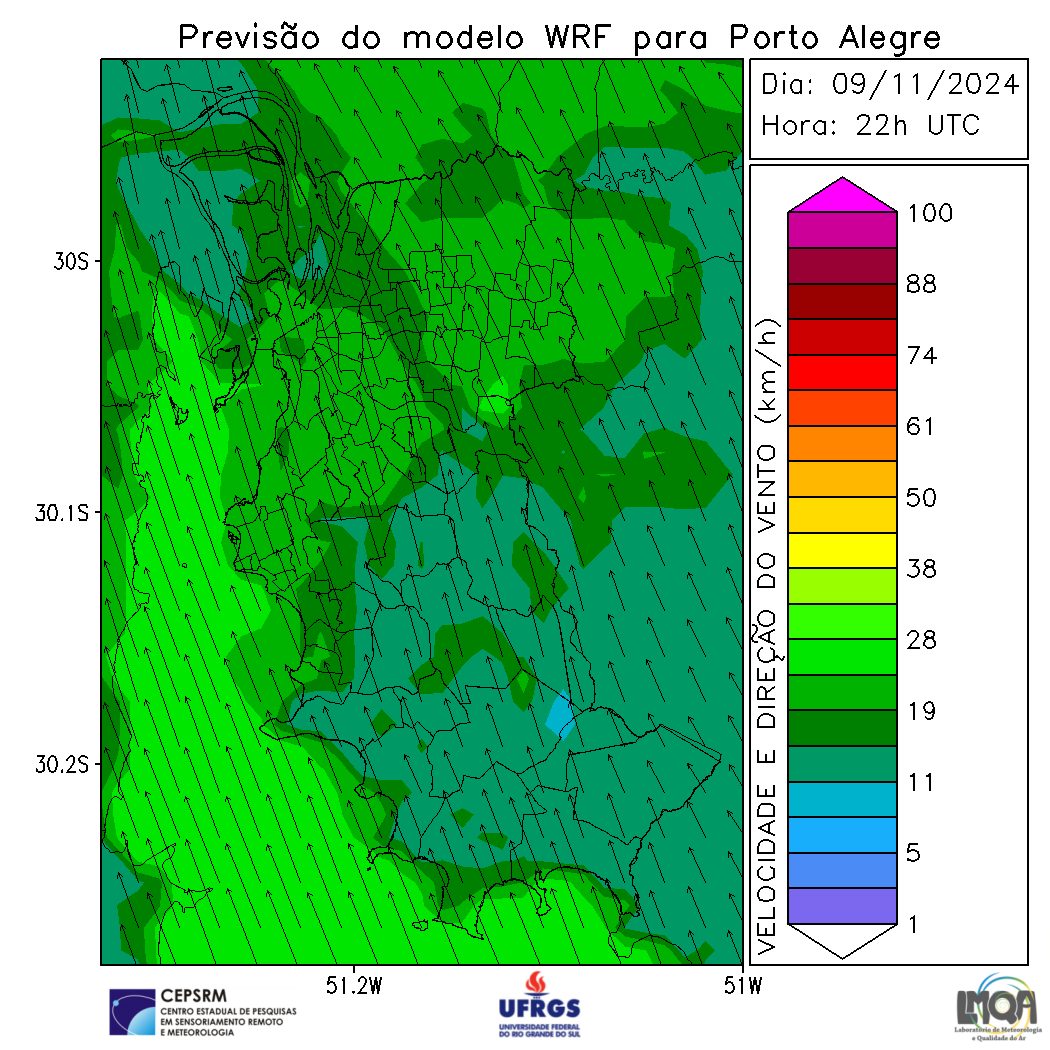 Previsão do modelo WRF para Porto Alegre
Dia: 09/11/2024
Hora: 22h UTC
30S
30.1S
30.2S
51.2W
51W
VELOCIDADE E DIREÇÃO DO VENTO (km/h)
100
88
74
61
50
38
28
19
11
5
1
CEPSRM
CENTRO ESTADUAL DE PESQUISAS
EM SENSORIAMENTO REMOTO
E METEOROLOGIA
UFRGS
UNIVERSIDADE FEDERAL
DO RIO GRANDE DO SUL
LMQA
Laboratório de Meteorologia
e Qualidade do Ar